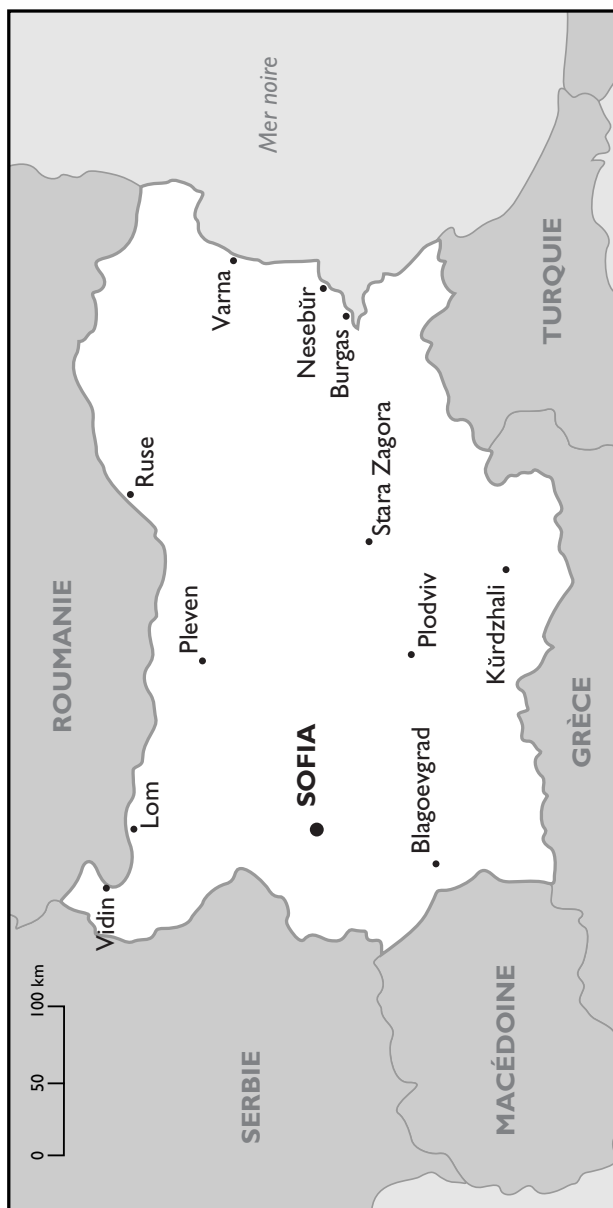 ROUMANIE
Mer noire
Vidin
Lom
Ruse
Pleven
Varna
Nesebŭr
Burgas
SOFIA
Stara Zagora
Plodviv
Blagoevgrad
Kŭrdzhali
SERBIE
MACÉDOINE
GRÈCE
TURQUIE
0 50 100 km